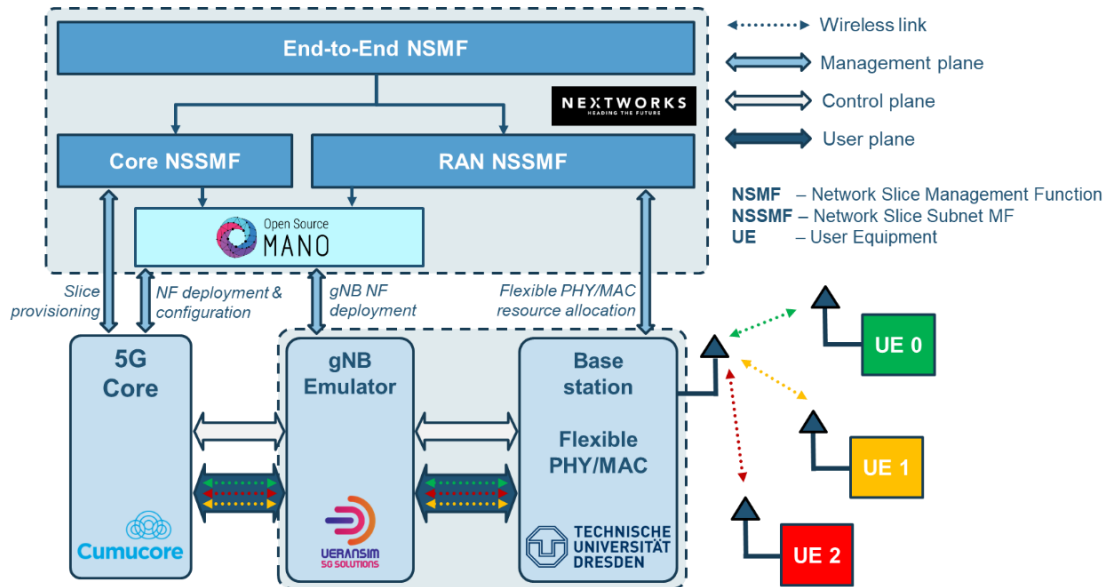 End-to-End NSMF
NEXTWORKS
HEADING THE FUTURE
Core NSSMF
RAN NSSMF
Open Source
MANO
Wireless link
Management plane
Control plane
User plane
NSMF – Network Slice Management Function
NSSMF – Network Slice Subnet MF
UE – User Equipment
Slice
provisioning
NF deployment &
configuration
gNB NF
deployment
Flexible PHY/MAC
resource allocation
5G
Core
Cumucore
gNB
Emulator
UERANSIM
5G SOLUTIONS
Base
station
Flexible
PHY/MAC
TECHNISCHE
UNIVERSITÄT
DRESDEN
UE 0
UE 1
UE 2